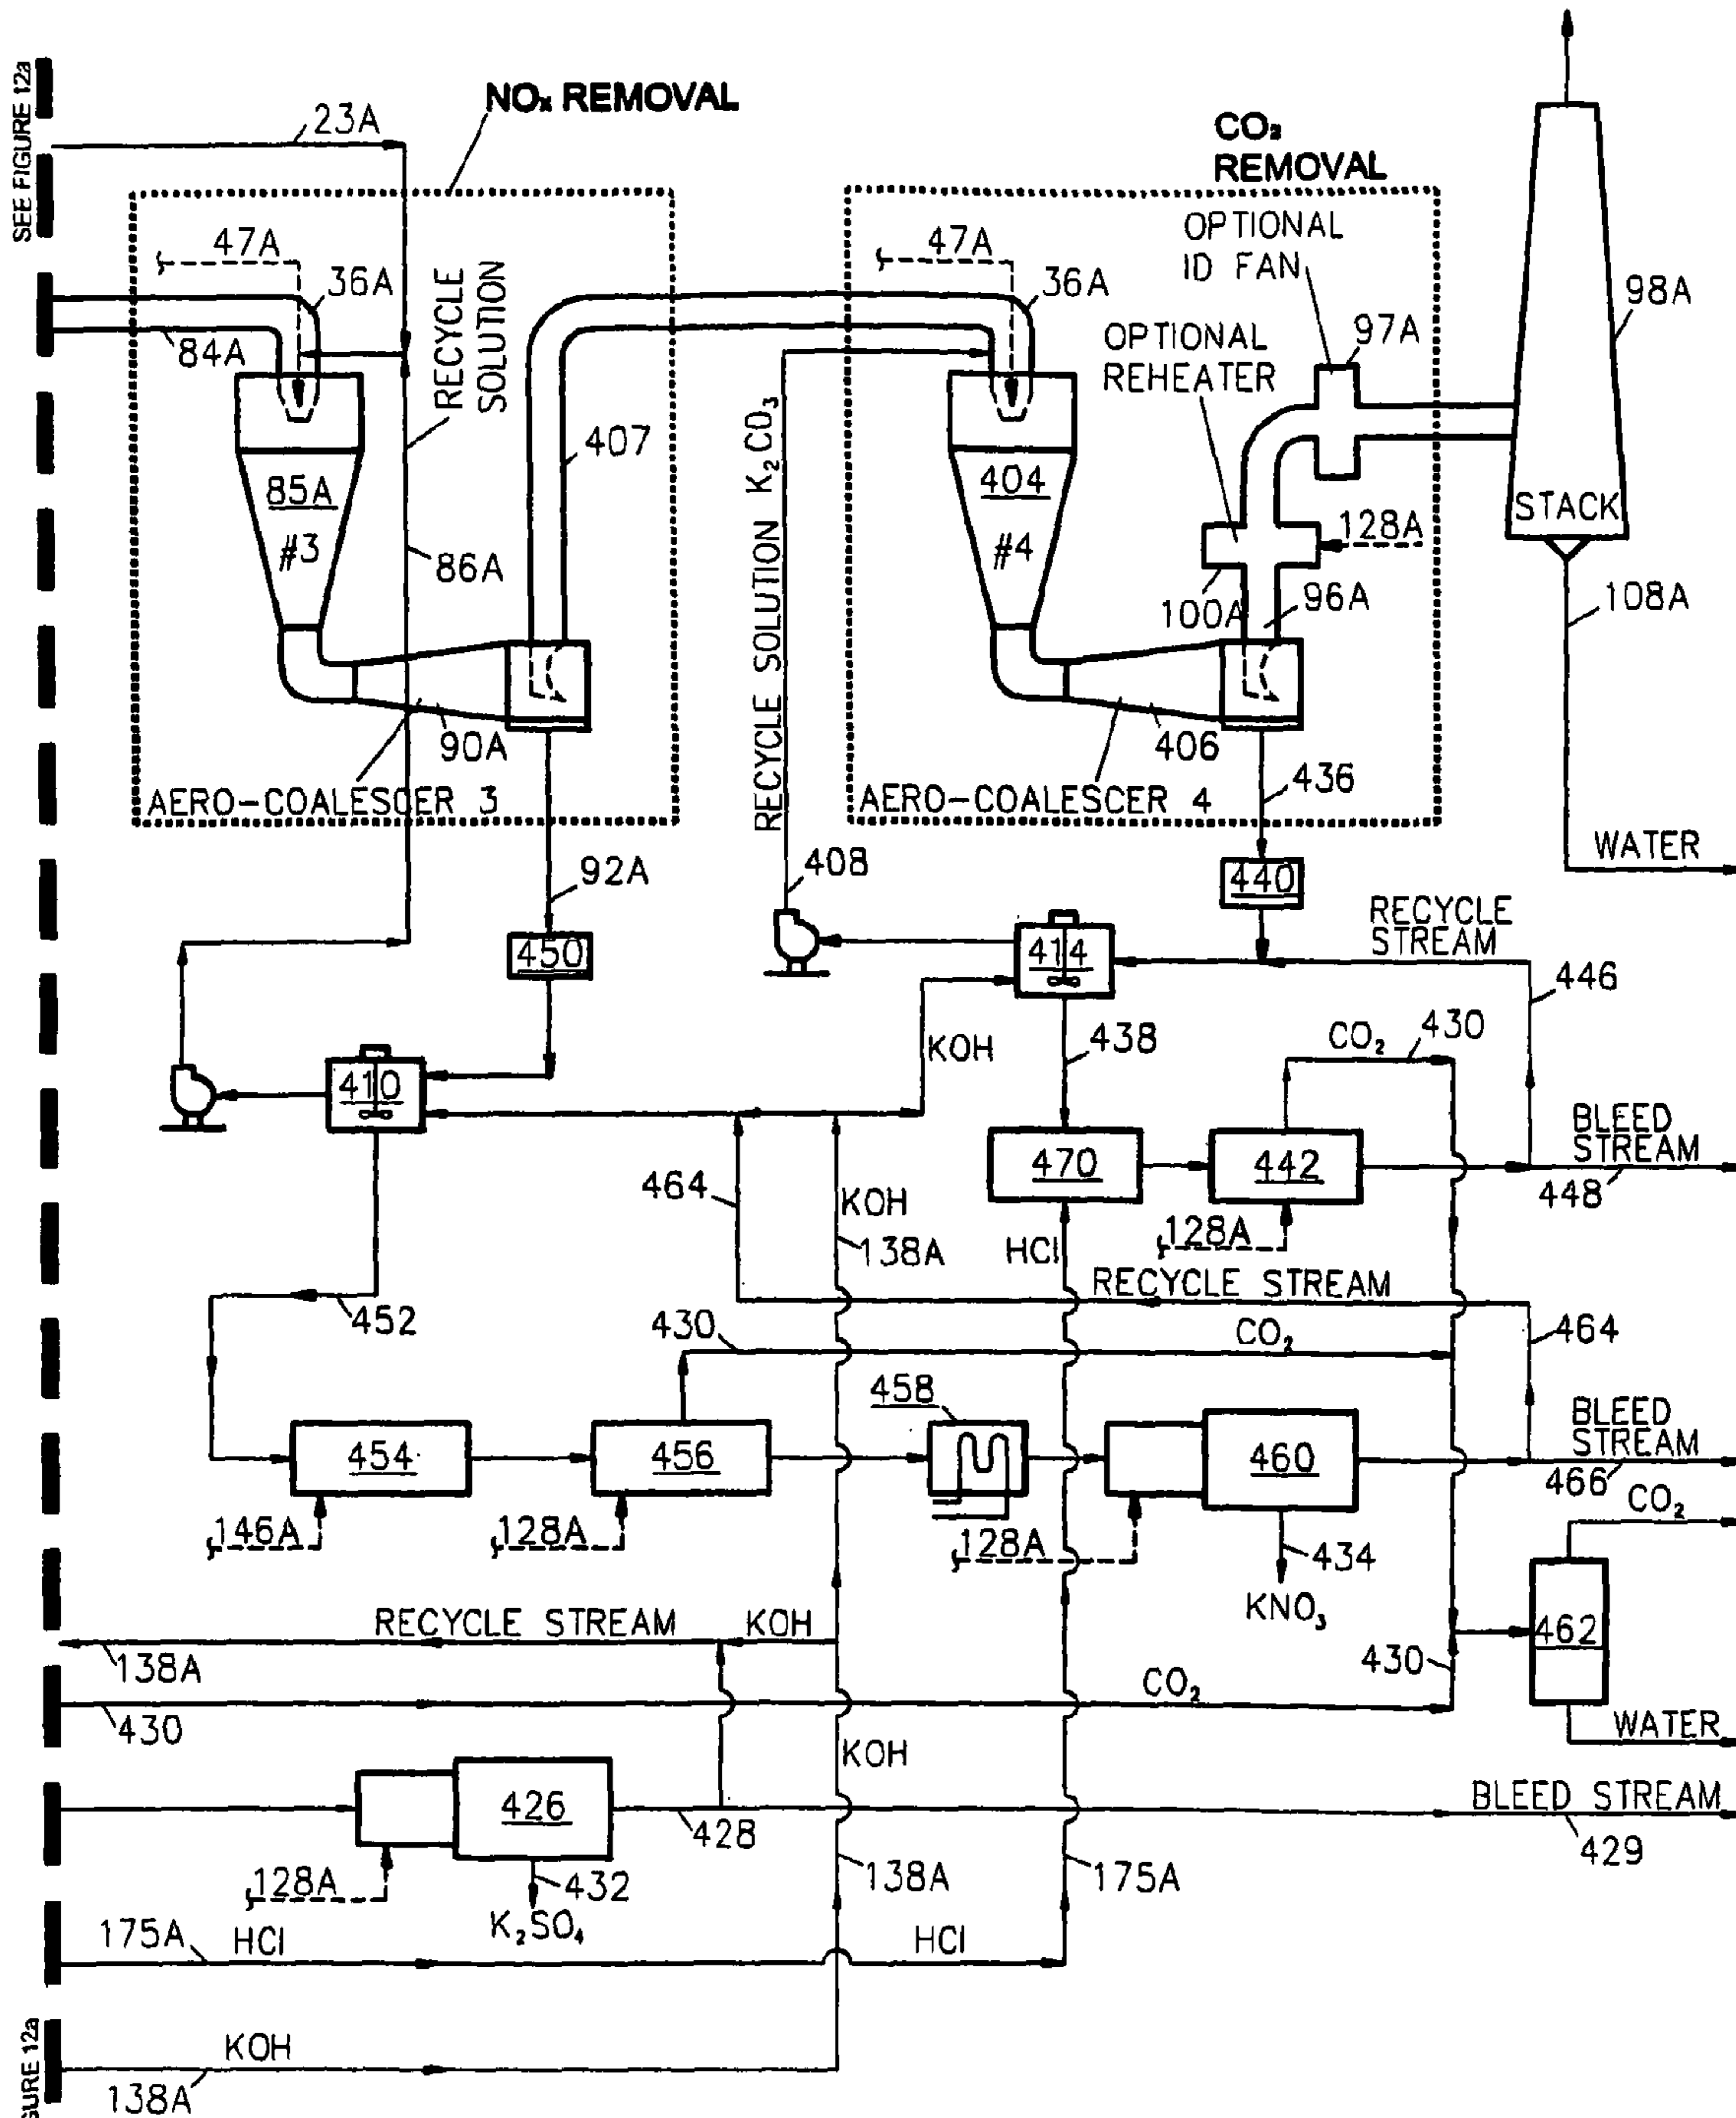 SEE FIGURE 12a
23A
NOx REMOVAL
CO₂
REMOVAL
47A
36A
84A
RECYCLE
SOLUTION
85A
#3
86A
407
90A
AERO-COALESCER 3
92A
450
47A
36A
OPTIONAL
ID FAN
OPTIONAL
REHEATER
97A
98A
404
#4
STACK
128A
100A
96A
108A
406
AERO-COALESCER 4
436
RECYCLE SOLUTION K₂CO₃
408
440
WATER
RECYCLE
STREAM
414
446
KOH
438
CO₂
430
410
BLEED
STREAM
470
442
448
464
KOH
138A
HCl
128A
RECYCLE STREAM
452
430
CO₂
464
458
454
456
460
BLEED
STREAM
466
CO₂
146A
128A
128A
434
KNO₃
RECYCLE STREAM
KOH
462
138A
430
CO₂
430
KOH
WATER
426
428
BLEED STREAM
429
128A
432
K₂SO₄
138A
175A
175A
HCl
HCl
KOH
138A
GURE 12a